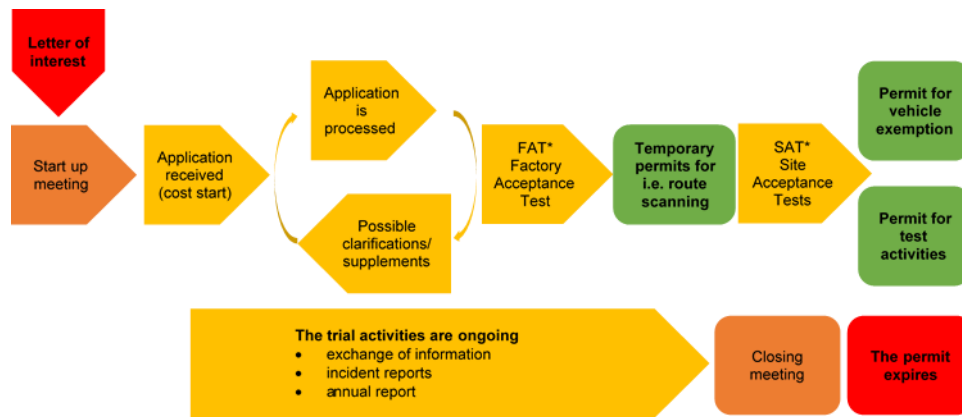 Letter of
interest
Start up
meeting
Application
received
(cost start)
Application
is
processed
Possible
clarifications/
supplements
FAT*
Factory
Acceptance
Test
Temporary
permits for
i.e. route
scanning
SAT*
Site
Acceptance
Tests
Permit for
vehicle
exemption
Permit for
test
activities
The trial activities are ongoing
• exchange of information
• incident reports
• annual report
Closing
meeting
The permit
expires